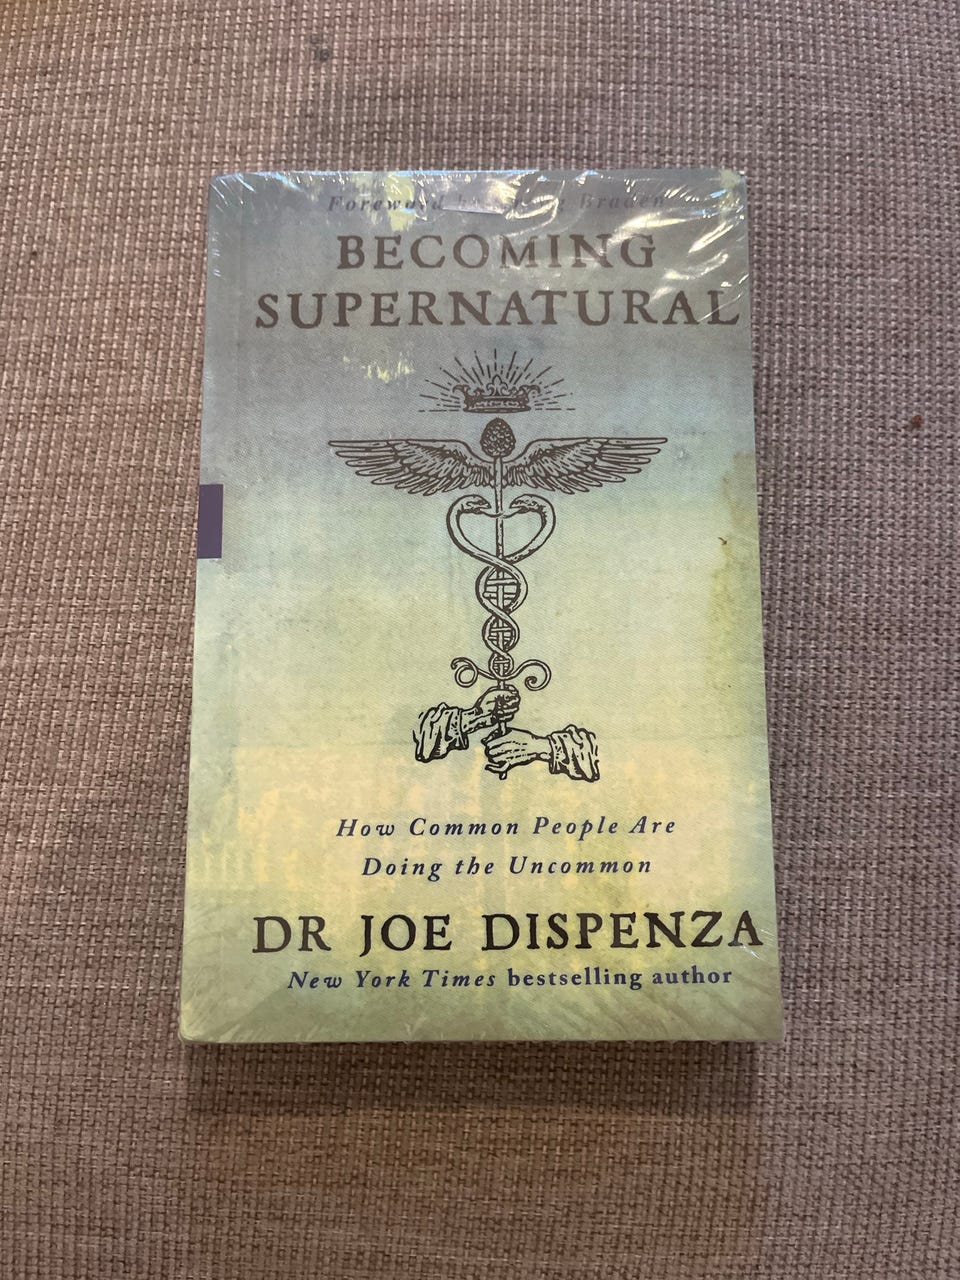 Foreword Braden
BECOMING
SUPERNATURAL
How Common People Are
Doing the Uncommon
DR JOE DISPENZA
New York Times bestselling author